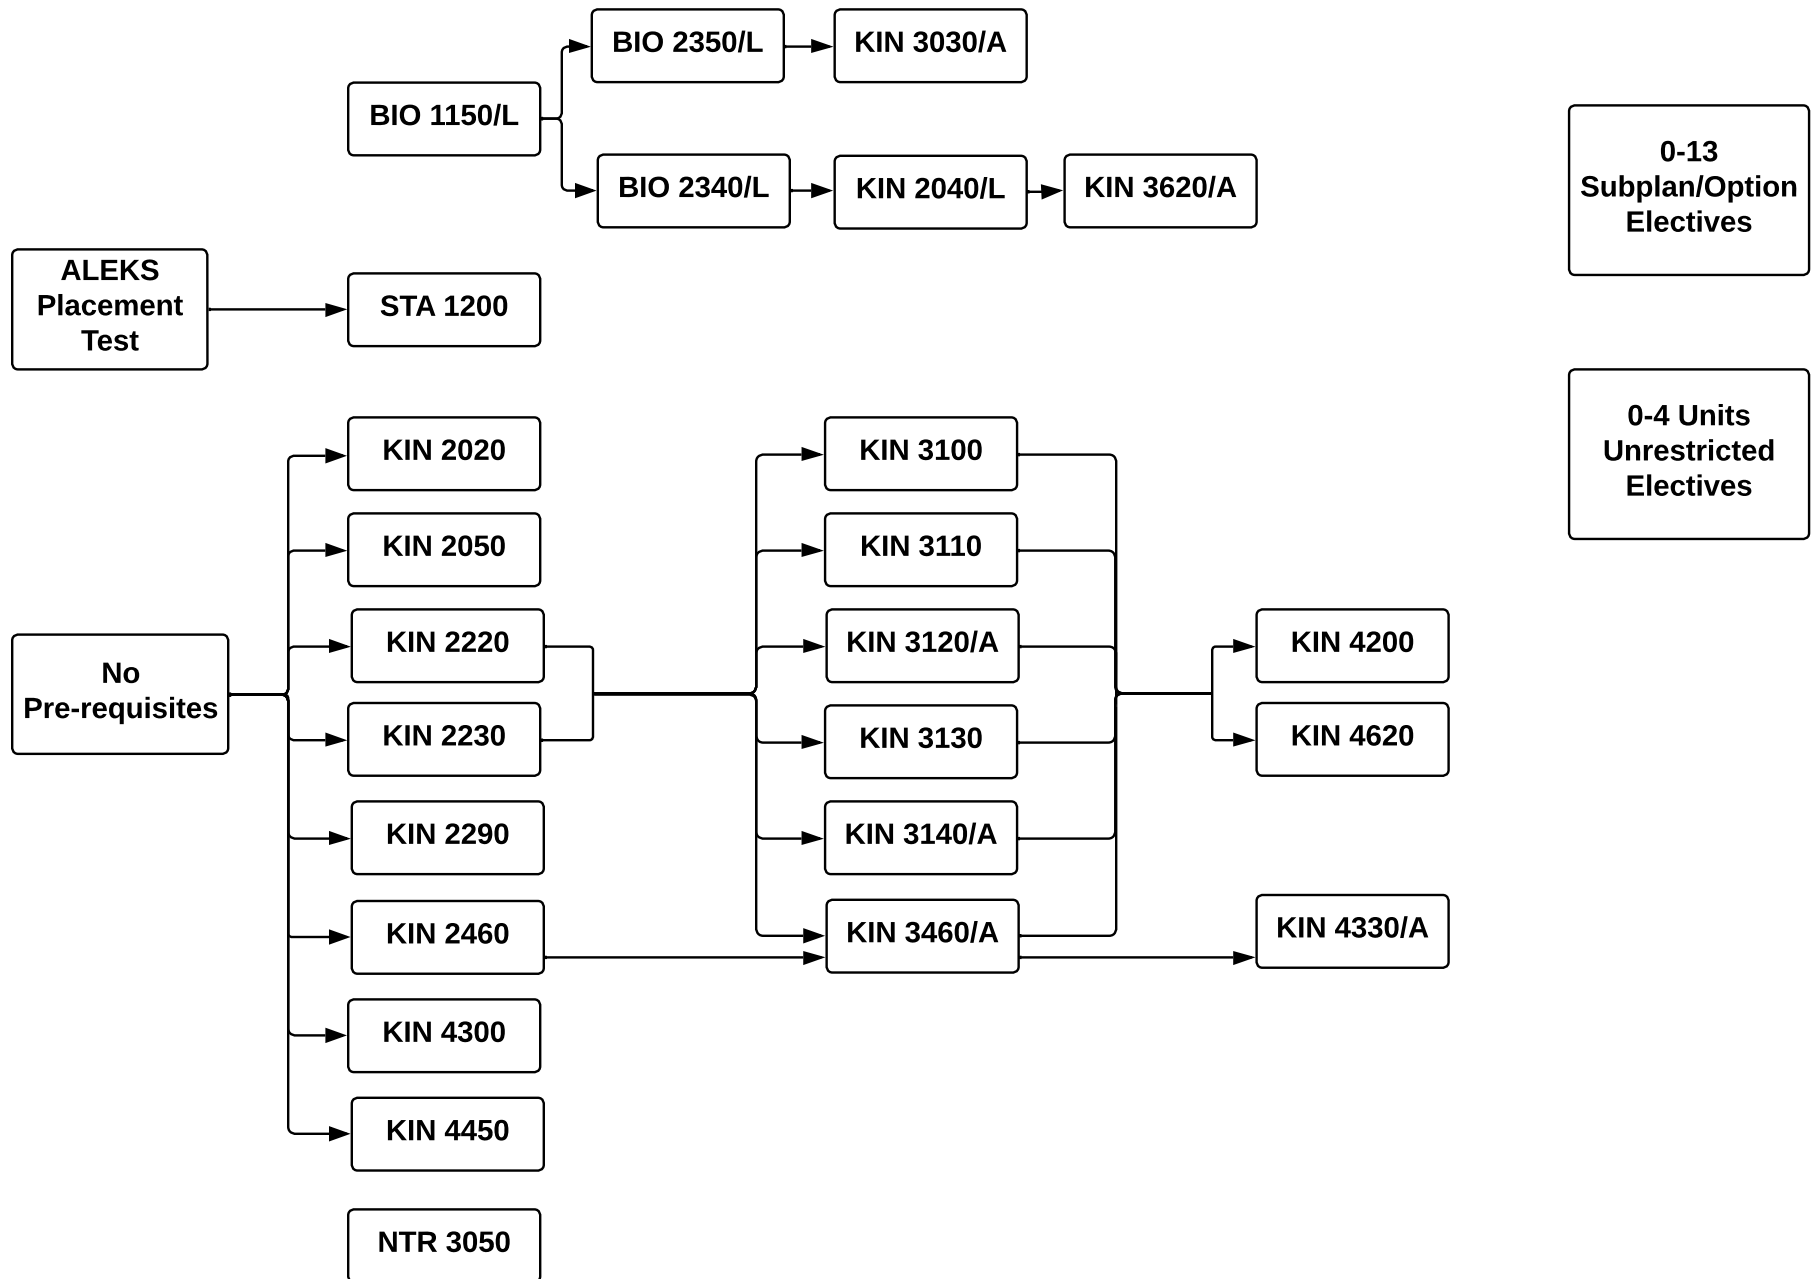 BIO 2350/L
KIN 3030/A
BIO 1150/L
BIO 2340/L
KIN 2040/L
KIN 3620/A
0-13
Subplan/Option
Electives
ALEKS
Placement
Test
STA 1200
0-4 Units
Unrestricted
Electives
KIN 2020
KIN 3100
KIN 2050
KIN 3110
KIN 2220
KIN 3120/A
KIN 4200
No
Pre-requisites
KIN 2230
KIN 3130
KIN 4620
KIN 2290
KIN 3140/A
KIN 2460
KIN 3460/A
KIN 4330/A
KIN 4300
KIN 4450
NTR 3050